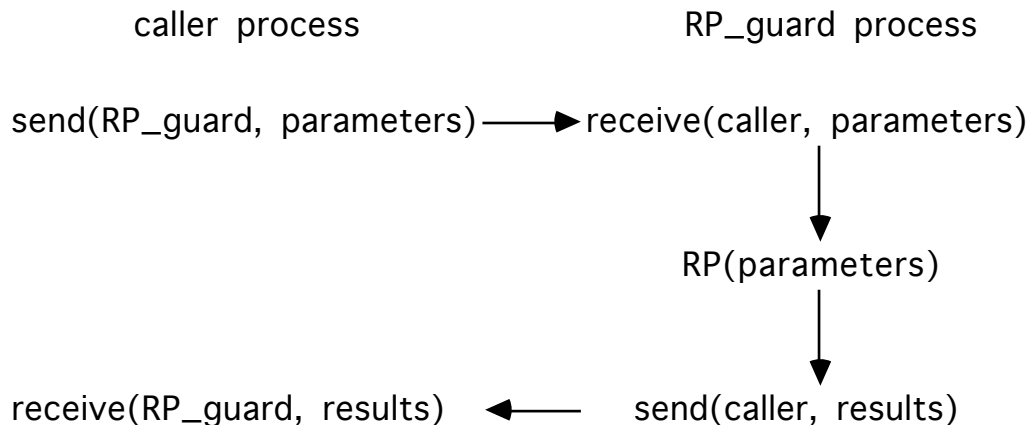 caller process RP_guard process
send(RP_guard, parameters) receive(caller, parameters)
RP(parameters)
receive(RP_guard, results) send(caller, results)